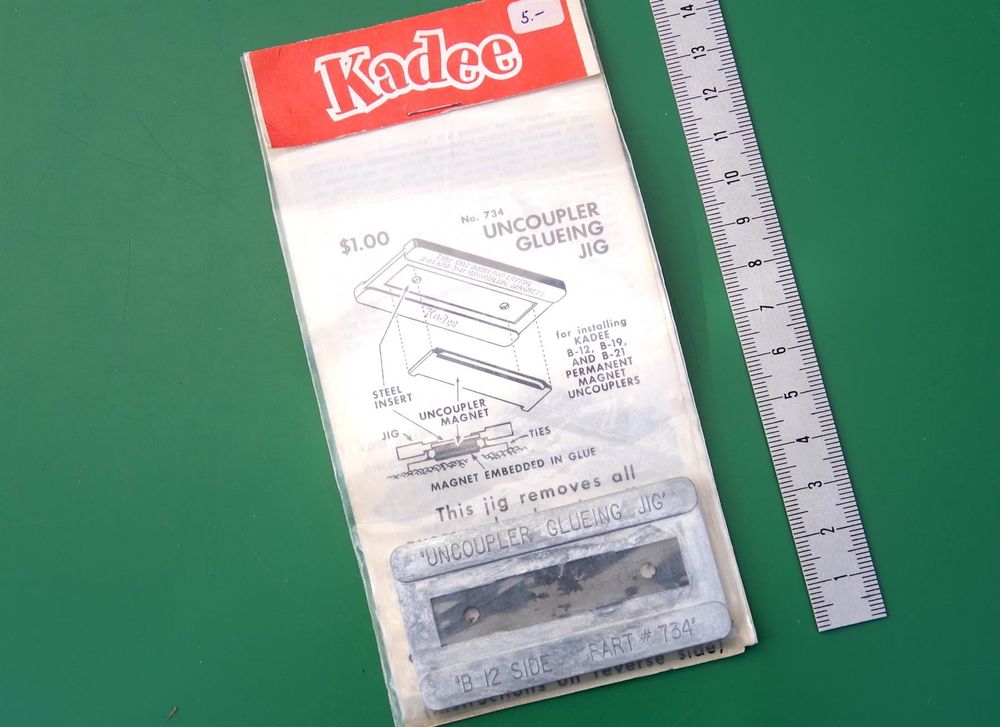 5.–
Kadee
No. 734
$1.00
UNCOUPLER
GLUEING
JIG
Kadee
for installing
KADEE
B-12, B-19,
AND B-21
PERMANENT
MAGNET
UNCOUPLERS
STEEL
INSERT
UNCOUPLER
MAGNET
JIG
TIES
MAGNET EMBEDDED IN GLUE
This jig removes all
'UNCOUPLER GLUEING JIG'
'B 12 SIDE PART # 734'
instructions on reverse side)
14
13
12
11
10
9
8
7
6
5
4
3
2
1